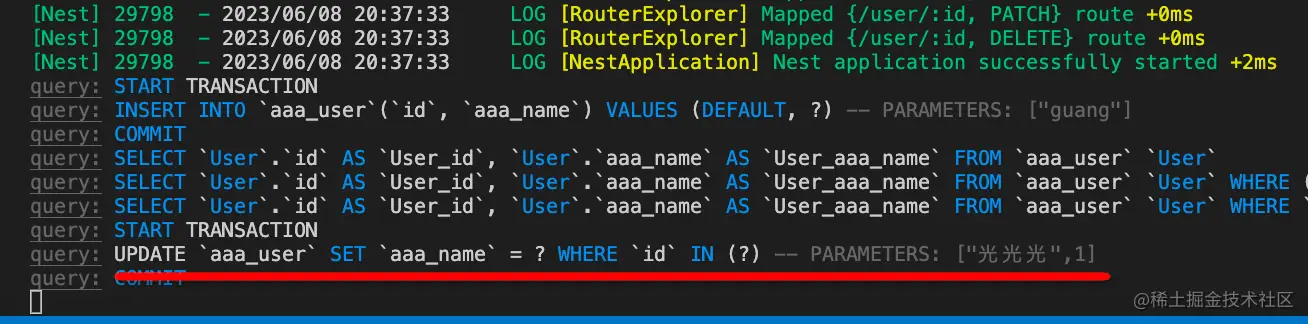 [Nest] 29798  - 2023/06/08 20:37:33     LOG [RouterExplorer] Mapped {/user/:id, PATCH} route +0ms
[Nest] 29798  - 2023/06/08 20:37:33     LOG [RouterExplorer] Mapped {/user/:id, DELETE} route +0ms
[Nest] 29798  - 2023/06/08 20:37:33     LOG [NestApplication] Nest application successfully started +2ms
query: START TRANSACTION
query: INSERT INTO `aaa_user`(`id`, `aaa_name`) VALUES (DEFAULT, ?) -- PARAMETERS: ["guang"]
query: COMMIT
query: SELECT `User`.`id` AS `User_id`, `User`.`aaa_name` AS `User_aaa_name` FROM `aaa_user` `User`
query: SELECT `User`.`id` AS `User_id`, `User`.`aaa_name` AS `User_aaa_name` FROM `aaa_user` `User` WHERE (
query: SELECT `User`.`id` AS `User_id`, `User`.`aaa_name` AS `User_aaa_name` FROM `aaa_user` `User` WHERE `
query: START TRANSACTION
query: UPDATE `aaa_user` SET `aaa_name` = ? WHERE `id` IN (?) -- PARAMETERS: ["光光光",1]
query: COMMIT
@稀土掘金技术社区